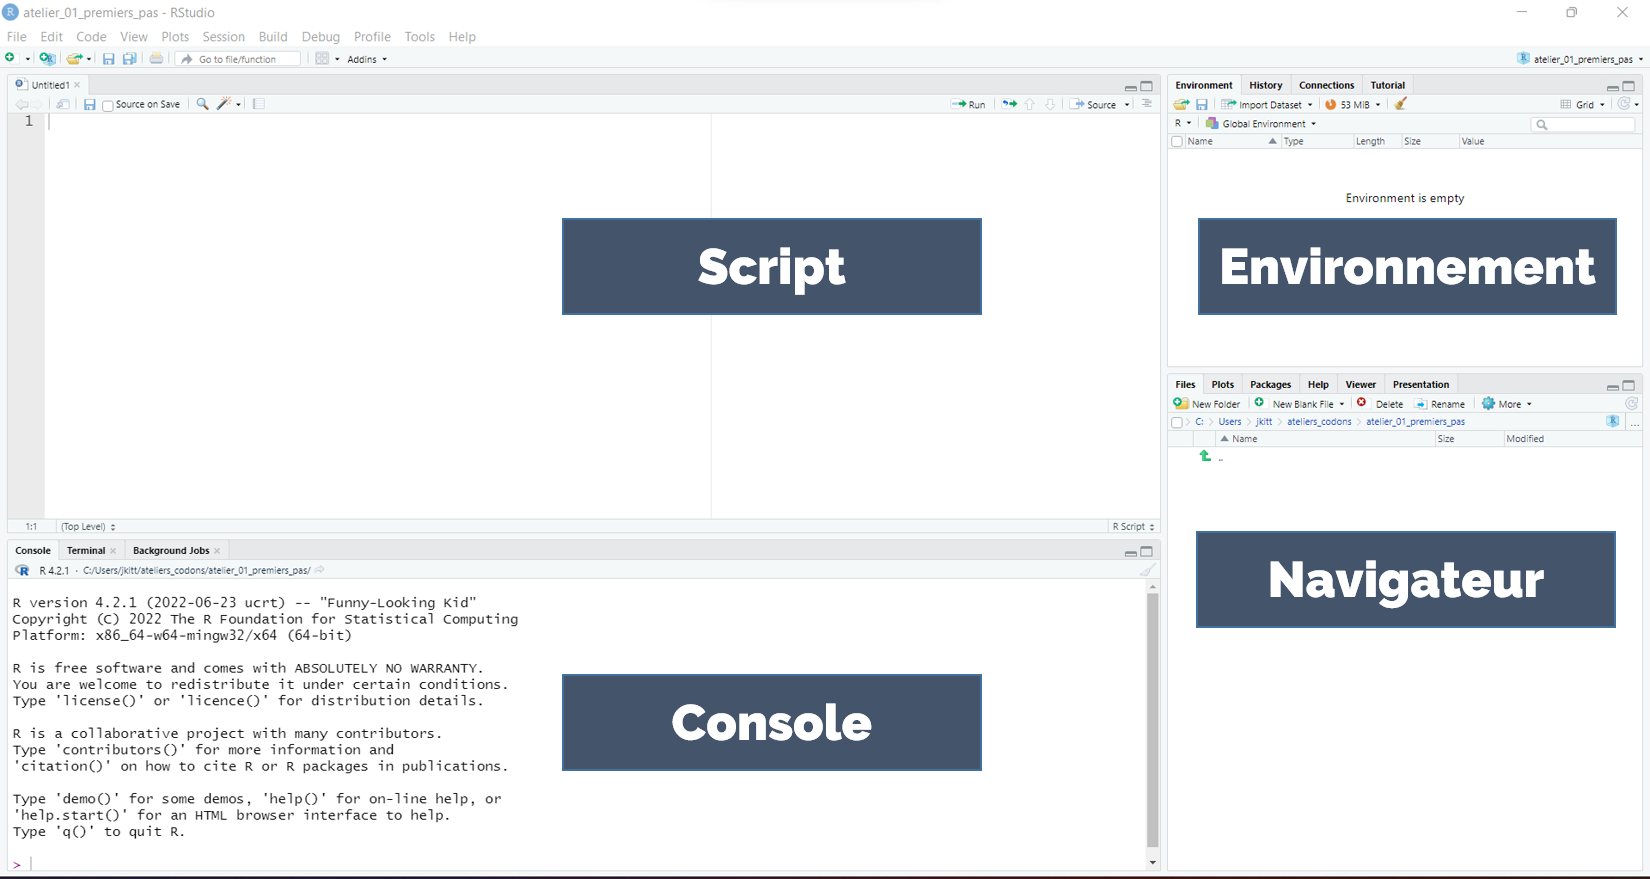 atelier_01_premiers_pas - RStudio
File Edit Code View Plots Session Build Debug Profile Tools Help
Go to file/function Addins atelier_01_premiers_pas
Untitled1
Source on Save Run Source
1
Script
1:1 (Top Level) R Script
Console Terminal Background Jobs
R 4.2.1 · C:/Users/jkitt/ateliers_codons/atelier_01_premiers_pas/
R version 4.2.1 (2022-06-23 ucrt) -- "Funny-Looking Kid"
Copyright (C) 2022 The R Foundation for Statistical Computing
Platform: x86_64-w64-mingw32/x64 (64-bit)
R is free software and comes with ABSOLUTELY NO WARRANTY.
You are welcome to redistribute it under certain conditions.
Type 'license()' or 'licence()' for distribution details.
R is a collaborative project with many contributors.
Type 'contributors()' for more information and
'citation()' on how to cite R or R packages in publications.
Type 'demo()' for some demos, 'help()' for on-line help, or
'help.start()' for an HTML browser interface to help.
Type 'q()' to quit R.
>
Console
Environment History Connections Tutorial
Import Dataset 53 MiB Grid
R Global Environment
Name Type Length Size Value
Environment is empty
Environnement
Files Plots Packages Help Viewer Presentation
New Folder New Blank File Delete Rename More
C: Users jkitt ateliers_codons atelier_01_premiers_pas ...
Name Size Modified
..
Navigateur